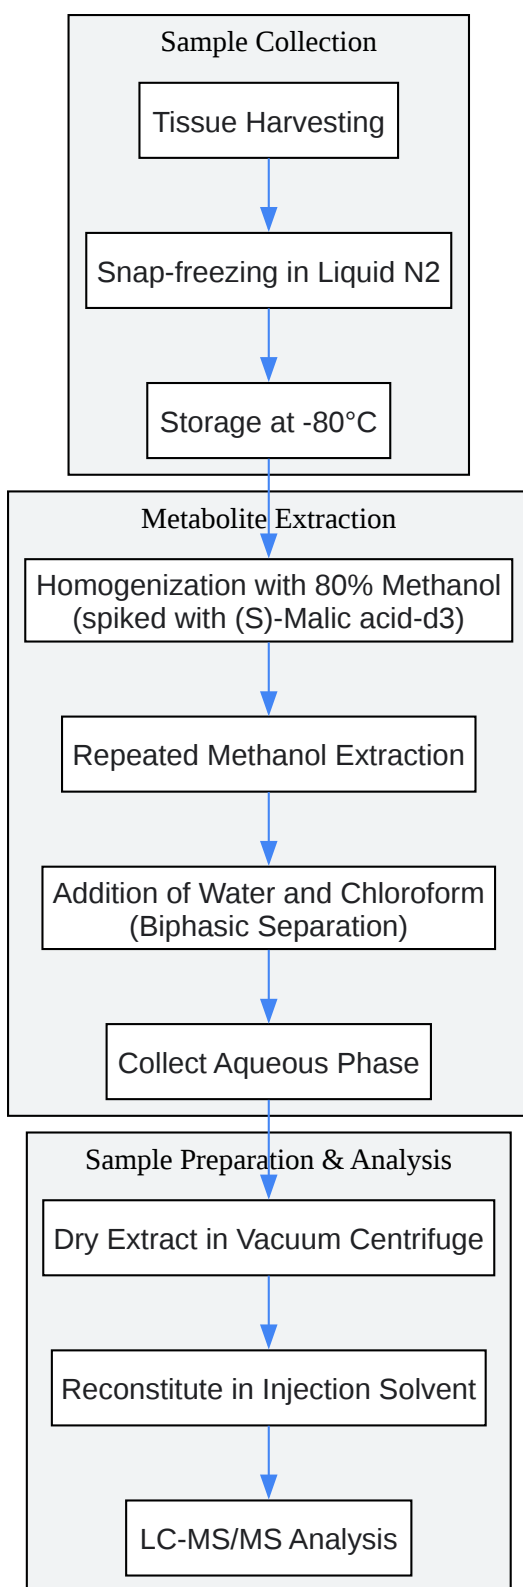 Sample Collection
Tissue Harvesting
Snap-freezing in Liquid N2
Storage at -80°C
Metabolite Extraction
Homogenization with 80% Methanol
(spiked with (S)-Malic acid-d3)
Repeated Methanol Extraction
Addition of Water and Chloroform
(Biphasic Separation)
Collect Aqueous Phase
Sample Preparation & Analysis
Dry Extract in Vacuum Centrifuge
Reconstitute in Injection Solvent
LC-MS/MS Analysis